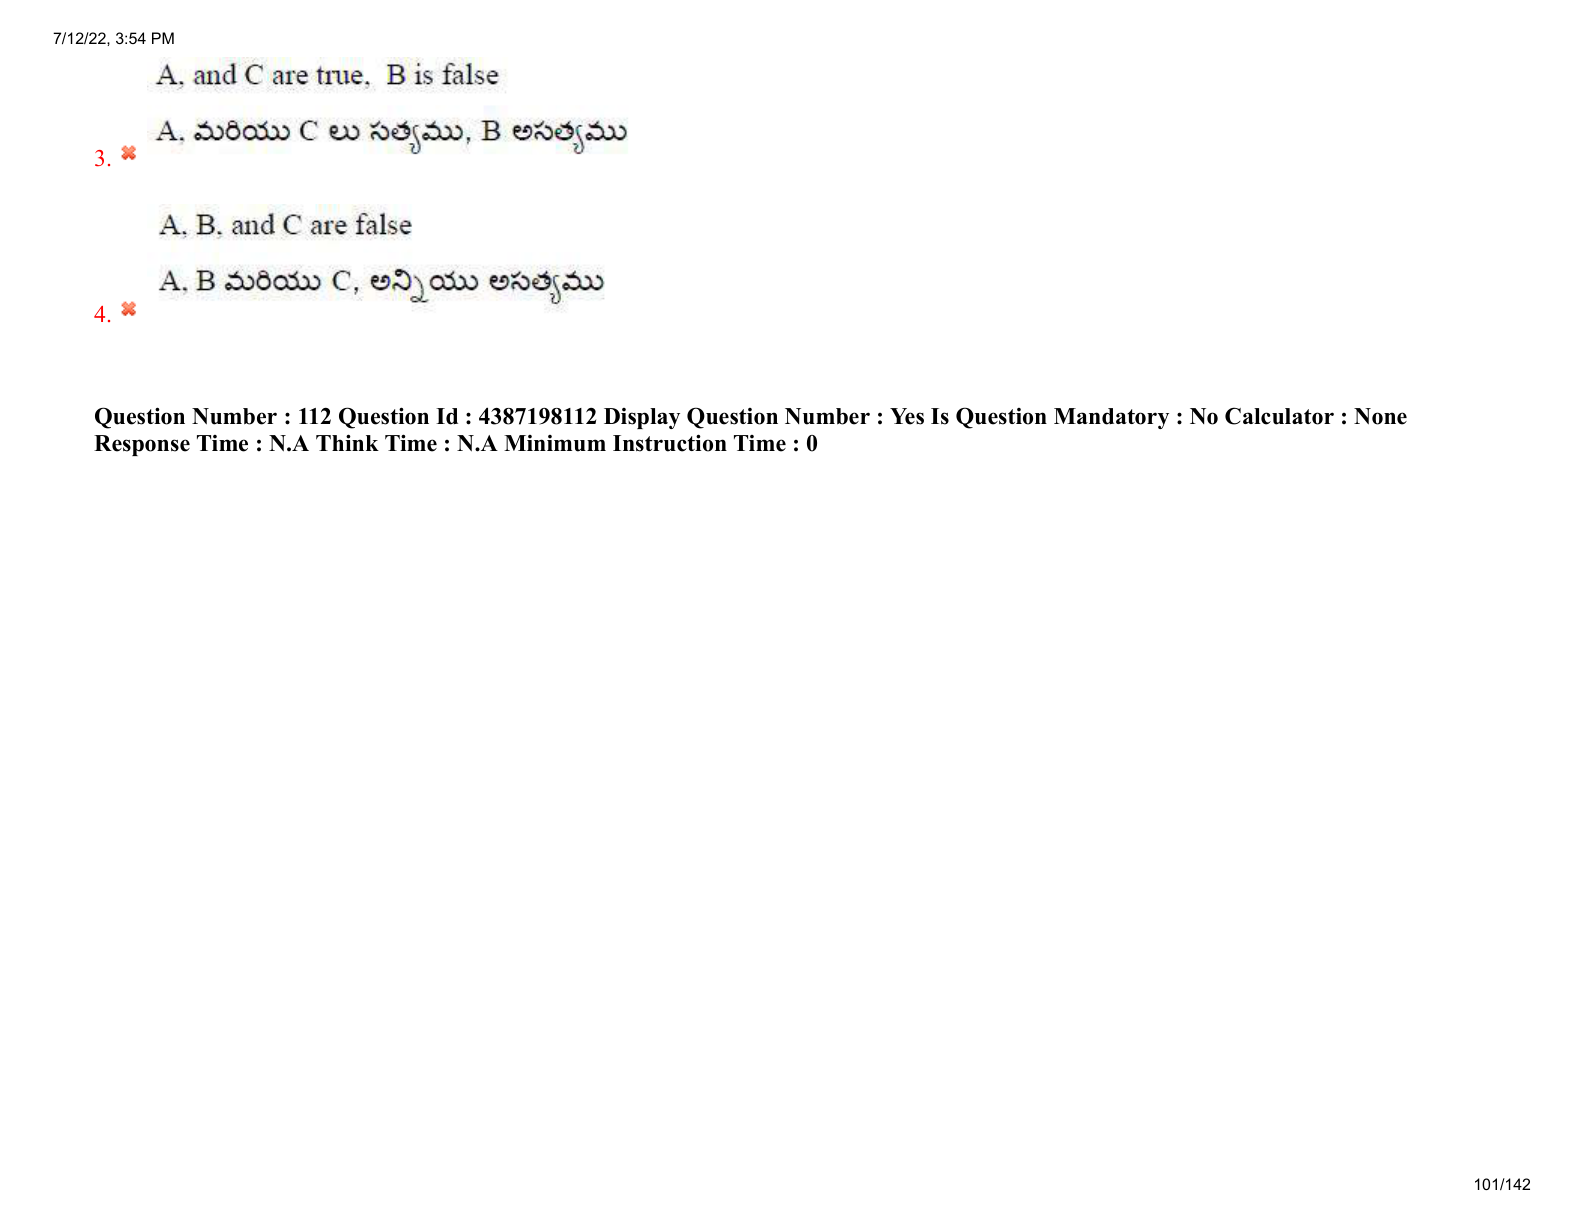 7/12/22, 3:54 PM
A, and C are true,  B is false
A, మరియు C లు సత్యము, B అసత్యము
3.
A, B, and C are false
A, B మరియు C, అన్నియు అసత్యము
4.
Question Number : 112 Question Id : 4387198112 Display Question Number : Yes Is Question Mandatory : No Calculator : None
Response Time : N.A Think Time : N.A Minimum Instruction Time : 0
101/142